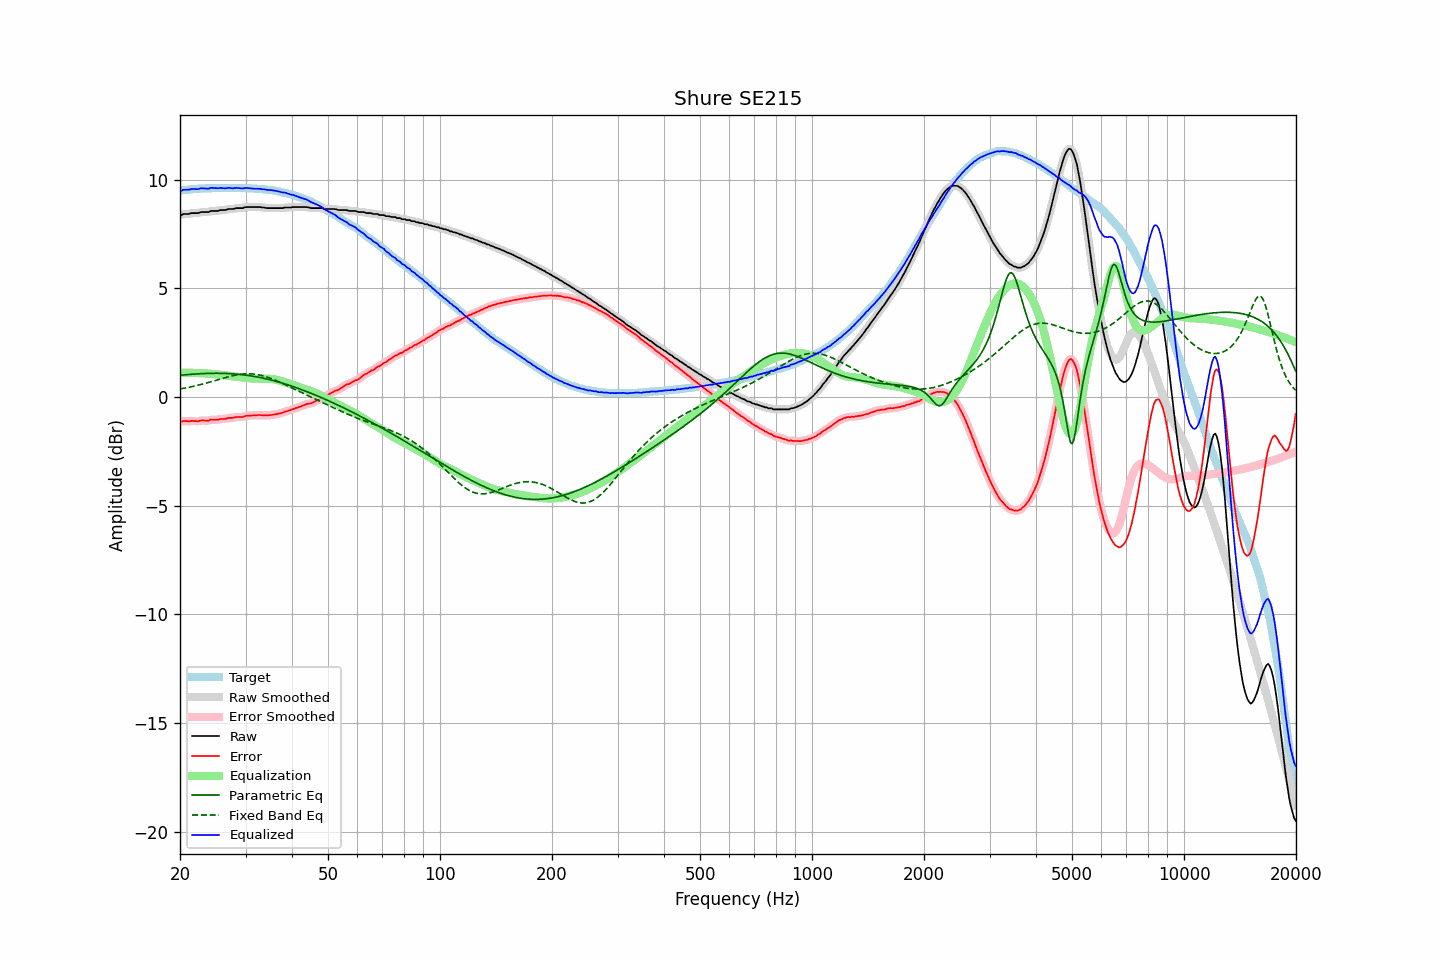 Shure SE215
Amplitude (dBr)
10
5
0
−5
−10
−15
−20
Target
Raw Smoothed
Error Smoothed
Raw
Error
Equalization
Parametric Eq
Fixed Band Eq
Equalized
20 50 100 200 500 1000 2000 5000 10000 20000
Frequency (Hz)